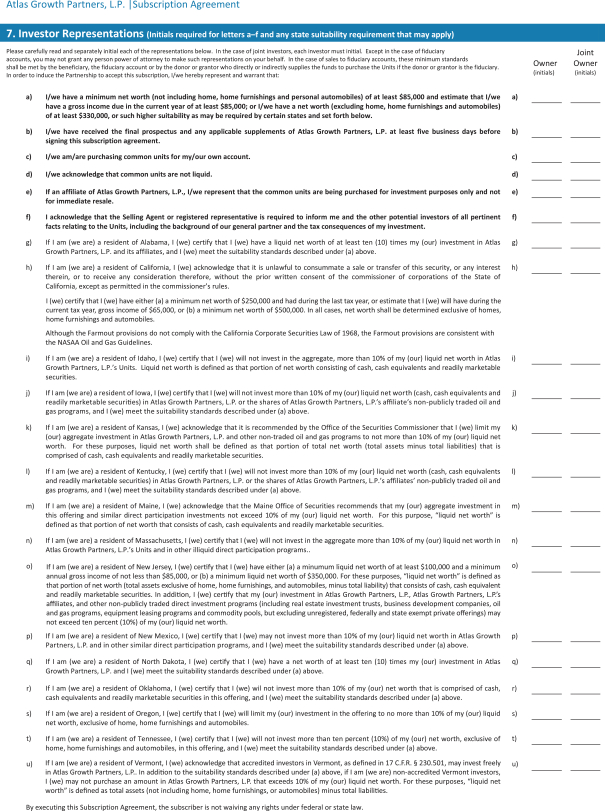 Atlas Growth Partners, L.P. |Subscription Agreement
7. Investor Representations (Initials required for letters a–f and any state suitability requirement that may apply)
Please carefully read and separately initial each of the representations below. In the case of joint investors, each investor must initial. Except in the case of fiduciary
accounts, you may not grant any person power of attorney to make such representations on your behalf. In the case of sales to fiduciary accounts, these minimum standards
shall be met by the beneficiary, the fiduciary account or by the donor or grantor who directly or indirectly supplies the funds to purchase the Units if the donor or grantor is the fiduciary.
In order to induce the Partnership to accept this subscription, I/we hereby represent and warrant that:
Owner
(initials)
Joint
Owner
(initials)
a) I/we have a minimum net worth (not including home, home furnishings and personal automobiles) of at least $85,000 and estimate that I/we a)
have a gross income due in the current year of at least $85,000; or I/we have a net worth (excluding home, home furnishings and automobiles)
of at least $330,000, or such higher suitability as may be required by certain states and set forth below.
b) I/we have received the final prospectus and any applicable supplements of Atlas Growth Partners, L.P. at least five business days before b)
signing this subscription agreement.
c) I/we am/are purchasing common units for my/our own account. c)
d) I/we acknowledge that common units are not liquid. d)
e) If an affiliate of Atlas Growth Partners, L.P., I/we represent that the common units are being purchased for investment purposes only and not e)
for immediate resale.
f) I acknowledge that the Selling Agent or registered representative is required to inform me and the other potential investors of all pertinent f)
facts relating to the Units, including the background of our general partner and the tax consequences of my investment.
g) If I am (we are) a resident of Alabama, I (we) certify that I (we) have a liquid net worth of at least ten (10) times my (our) investment in Atlas g)
Growth Partners, L.P. and its affiliates, and I (we) meet the suitability standards described under (a) above.
h) If I am (we are) a resident of California, I (we) acknowledge that it is unlawful to consummate a sale or transfer of this security, or any interest h)
therein, or to receive any consideration therefore, without the prior written consent of the commissioner of corporations of the State of
California, except as permitted in the commissioner's rules.
I (we) certify that I (we) have either (a) a minimum net worth of $250,000 and had during the last tax year, or estimate that I (we) will have during the
current tax year, gross income of $65,000, or (b) a minimum net worth of $500,000. In all cases, net worth shall be determined exclusive of homes,
home furnishings and automobiles.
Although the Farmout provisions do not comply with the California Corporate Securities Law of 1968, the Farmout provisions are consistent with
the NASAA Oil and Gas Guidelines.
i) If I am (we are) a resident of Idaho, I (we) certify that I (we) will not invest in the aggregate, more than 10% of my (our) liquid net worth in Atlas i)
Growth Partners, L.P.'s Units. Liquid net worth is defined as that portion of net worth consisting of cash, cash equivalents and readily marketable
securities.
j) If I am (we are) a resident of Iowa, I (we) certify that I (we) will not invest more than 10% of my (our) liquid net worth (cash, cash equivalents and j)
readily marketable securities) in Atlas Growth Partners, L.P. or the shares of Atlas Growth Partners, L.P.'s affiliate's non-publicly traded oil and
gas programs, and I (we) meet the suitability standards described under (a) above.
k) If I am (we are) a resident of Kansas, I (we) acknowledge that it is recommended by the Office of the Securities Commissioner that I (we) limit my k)
(our) aggregate investment in Atlas Growth Partners, L.P. and other non-traded oil and gas programs to not more than 10% of my (our) liquid net
worth. For these purposes, liquid net worth shall be defined as that portion of total net worth (total assets minus total liabilities) that is
comprised of cash, cash equivalents and readily marketable securities.
l) If I am (we are) a resident of Kentucky, I (we) certify that I (we) will not invest more than 10% of my (our) liquid net worth (cash, cash equivalents l)
and readily marketable securities) in Atlas Growth Partners, L.P. or the shares of Atlas Growth Partners, L.P.'s affiliates' non-publicly traded oil and
gas programs, and I (we) meet the suitability standards described under (a) above.
m) If I am (we are) a resident of Maine, I (we) acknowledge that the Maine Office of Securities recommends that my (our) aggregate investment in m)
this offering and similar direct participation investments not exceed 10% of my (our) liquid net worth. For this purpose, "liquid net worth" is
defined as that portion of net worth that consists of cash, cash equivalents and readily marketable securities.
n) If I am (we are) a resident of Massachusetts, I (we) certify that I (we) will not invest in the aggregate more than 10% of my (our) liquid net worth in n)
Atlas Growth Partners, L.P.'s Units and in other illiquid direct participation programs..
o) If I am (we are) a resident of New Jersey, I (we) certify that I (we) have either (a) a mimumum liquid net worth of at least $100,000 and a minimum o)
annual gross income of not less than $85,000, or (b) a minimum liquid net worth of $350,000. For these purposes, "liquid net worth" is defined as
that portion of net worth (total assets exclusive of home, home furnishings, and automobiles, minus total liability) that consists of cash, cash equivalents
and readily marketable securities. In addition, I (we) certify that my (our) investment in Atlas Growth Partners, L.P., Atlas Growth Partners, L.P.'s
affiliates, and other non-publicly traded direct investment programs (including real estate investment trusts, business development companies, oil
and gas programs, equipment leasing programs and commodity pools, but excluding unregistered, federally and state exempt private offerings) may
not exceed ten percent (10%) of my (our) liquid net worth.
p) If I am (we are) a resident of New Mexico, I (we) certify that I (we) may not invest more than 10% of my (our) liquid net worth in Atlas Growth p)
Partners, L.P. and in other similar direct participation programs, and I (we) meet the suitability standards described under (a) above.
q) If I am (we are) a resident of North Dakota, I (we) certify that I (we) have a net worth of at least ten (10) times my (our) investment in Atlas q)
Growth Partners, L.P. and I (we) meet the suitability standards described under (a) above.
r) If I am (we are) a resident of Oklahoma, I (we) certify that I (we) will not invest more than 10% of my (our) net worth that is comprised of cash, r)
cash equivalents and readily marketable securities in this offering, and I (we) meet the suitability standards described under (a) above.
s) If I am (we are) a resident of Oregon, I (we) certify that I (we) will limit my (our) investment in the offering to no more than 10% of my (our) liquid s)
net worth, exclusive of home, home furnishings and automobiles.
t) If I am (we are) a resident of Tennessee, I (we) certify that I (we) will not invest more than ten percent (10%) of my (our) net worth, exclusive of t)
home, home furnishings and automobiles, in this offering, and I (we) meet the suitability standards described under (a) above.
u) If I am (we are) a resident of Vermont, I (we) acknowledge that accredited investors in Vermont, as defined in 17 C.F.R. § 230.501, may invest freely u)
in Atlas Growth Partners, L.P.. In addition to the suitability standards described under (a) above, if I am (we are) non-accredited Vermont investors,
I (we) may not purchase an amount in Atlas Growth Partners, L.P. that exceeds 10% of my (our) liquid net worth. For these purposes, "liquid net
worth" is defined as total assets (not including home, home furnishings, or automobiles) minus total liabilities.
By executing this Subscription Agreement, the subscriber is not waiving any rights under federal or state law.